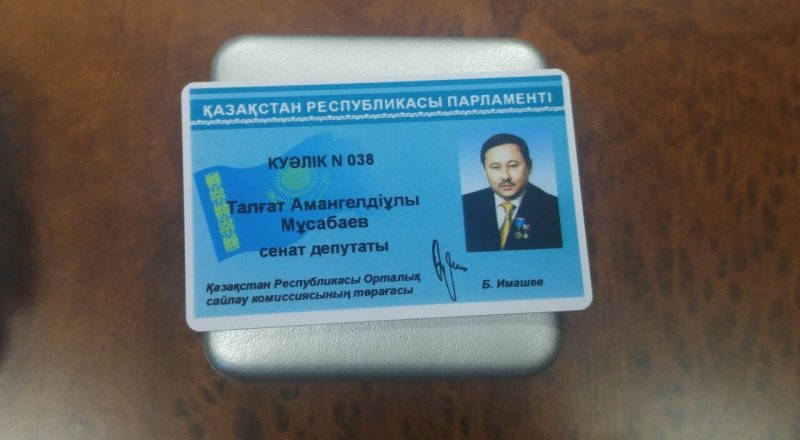 ҚАЗАҚСТАН РЕСПУБЛИКАСЫ ПАРЛАМЕНТІ
КУӘЛІК N 038
Талғат Амангелдіұлы
Мұсабаев
сенат депутаты
Қазақстан Республикасы Орталық
сайлау комиссиясының төрағасы
Б. Имашев